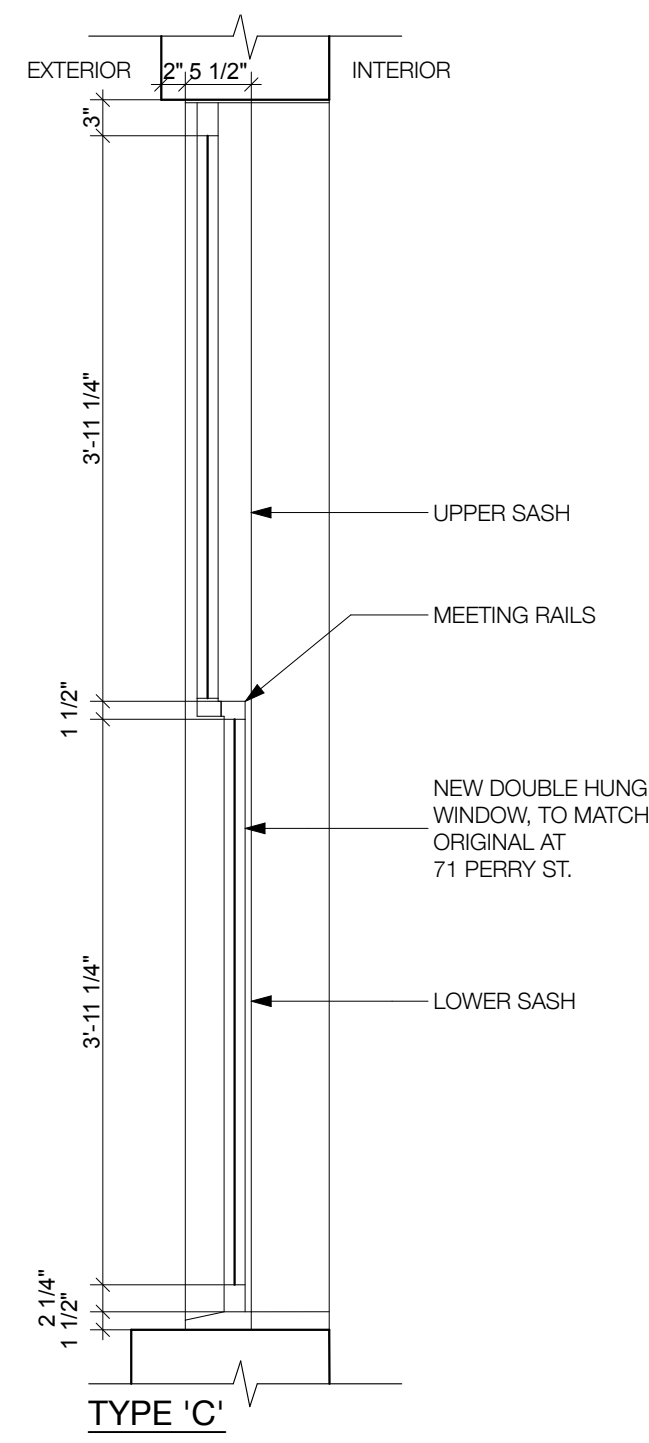 EXTERIOR
2"
5 1/2"
INTERIOR
3"
3'-11 1/4"
UPPER SASH
MEETING RAILS
1 1/2"
NEW DOUBLE HUNG
WINDOW, TO MATCH
ORIGINAL AT
71 PERRY ST.
3'-11 1/4"
LOWER SASH
2 1/4"
1 1/2"
TYPE 'C'